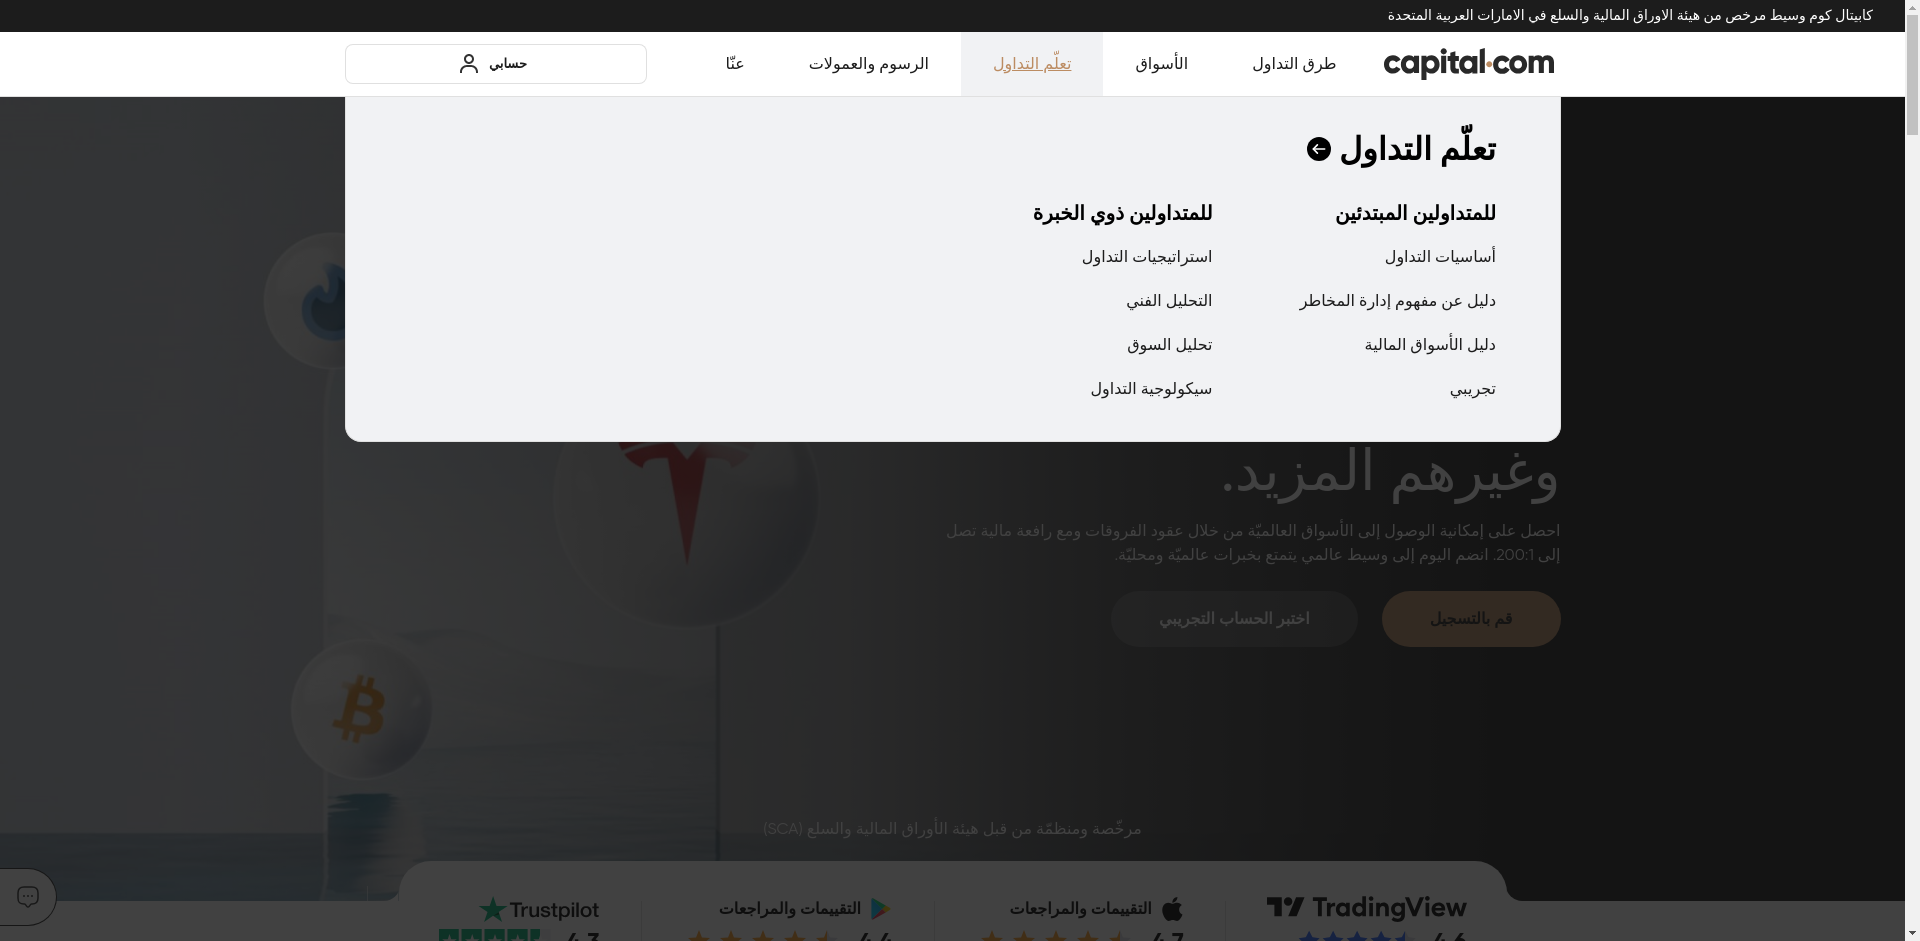 كابيتال كوم وسيط مرخص من هيئة الاوراق المالية والسلع في الامارات العربية المتحدة
capital.com
طرق التداول
الأسواق
تعلّم التداول
الرسوم والعمولات
عنّا
حسابي
تعلّم التداول
للمتداولين المبتدئين
أساسيات التداول
دليل عن مفهوم إدارة المخاطر
دليل الأسواق المالية
تجريبي
للمتداولين ذوي الخبرة
استراتيجيات التداول
التحليل الفني
تحليل السوق
سيكولوجية التداول
وغيرهم المزيد.
احصل على إمكانية الوصول إلى الأسواق العالميّة من خلال عقود الفروقات ومع رافعة مالية تصل
إلى 200:1. انضم اليوم إلى وسيط عالمي يتمتع بخبرات عالميّة ومحليّة.
قم بالتسجيل
اختبر الحساب التجريبي
مرخّصة ومنظمّة من قبل هيئة الأوراق المالية والسلع (SCA)
TradingView
4.6
التقييمات والمراجعات
4.7
التقييمات والمراجعات
4.4
Trustpilot
4.3